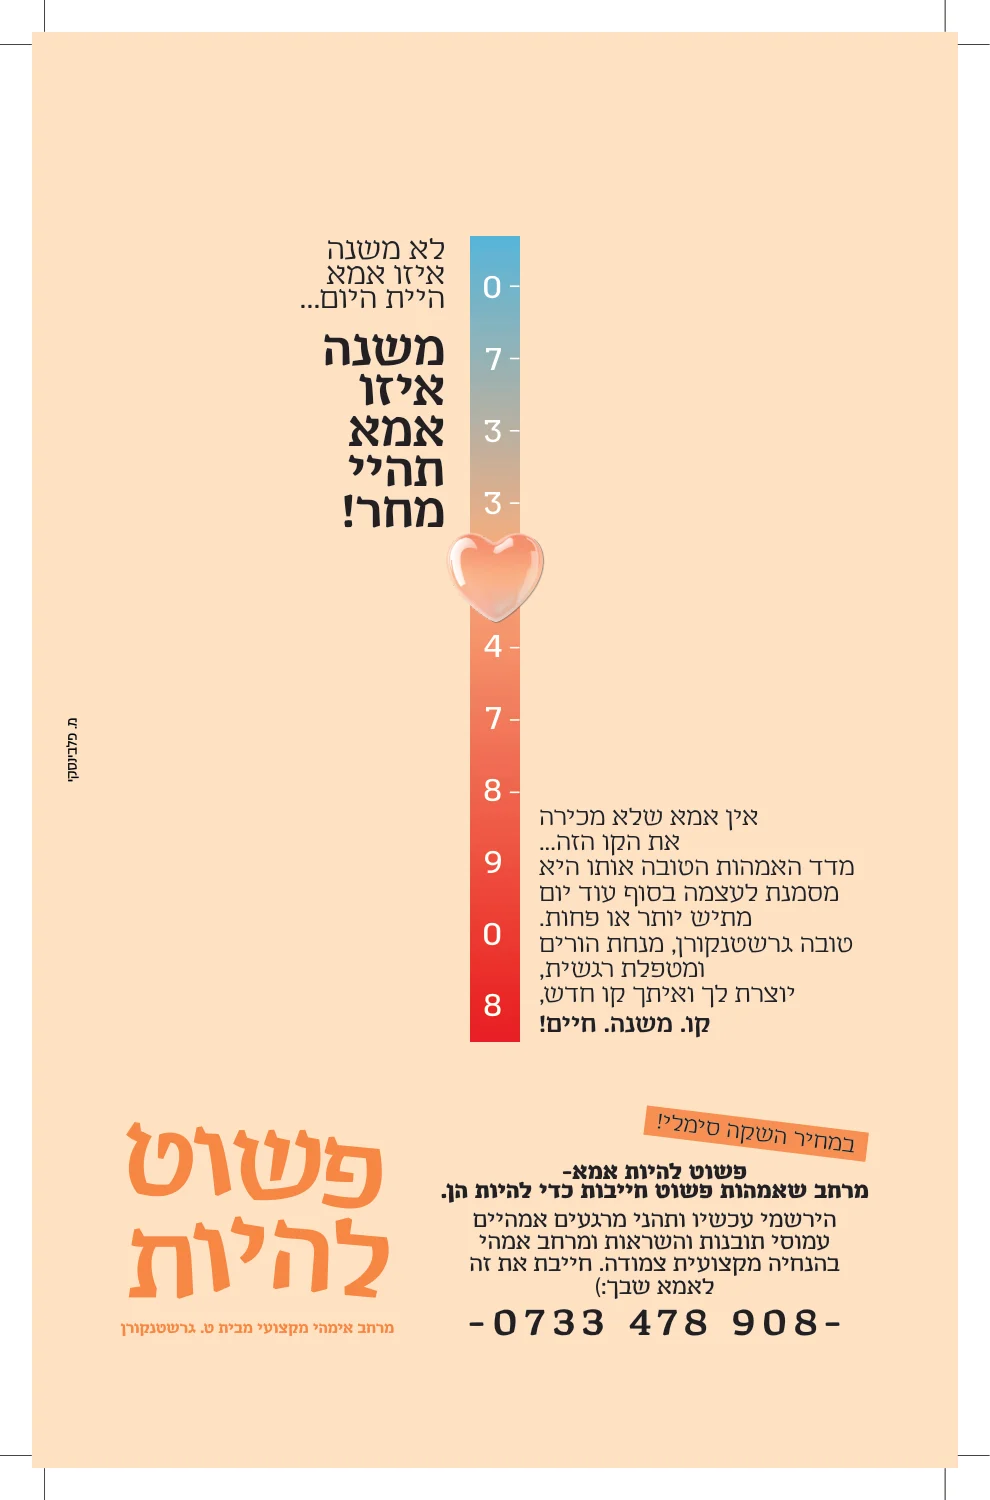 לא משנה
איזו אמא
היית היום...
משנה
איזו
אמא
תהיי
מחר!
0
7
3
3
4
7
8
9
0
8
מ. פלבינסקי
אין אמא שלא מכירה
את הקו הזה...
מדד האמהות הטובה אותו היא
מסמנת לעצמה בסוף עוד יום
מתיש יותר או פחות.
טובה גרשטנקורן, מנחת הורים
ומטפלת רגשית,
יוצרת לך ואיתך קו חדש,
קו. משנה. חיים!
במחיר השקה סימלי!
פשוט להיות אמא-
מרחב שאמהות פשוט חייבות כדי להיות הן.
הירשמי עכשיו ותהני מרגעים אמהיים
עמוסי תובנות והשראות ומרחב אמהי
בהנחיה מקצועית צמודה. חייבת את זה
לאמא שבך:)
-0733 478 908-
פשוט
להיות
מרחב אימהי מקצועי מבית ט. גרשטנקורן